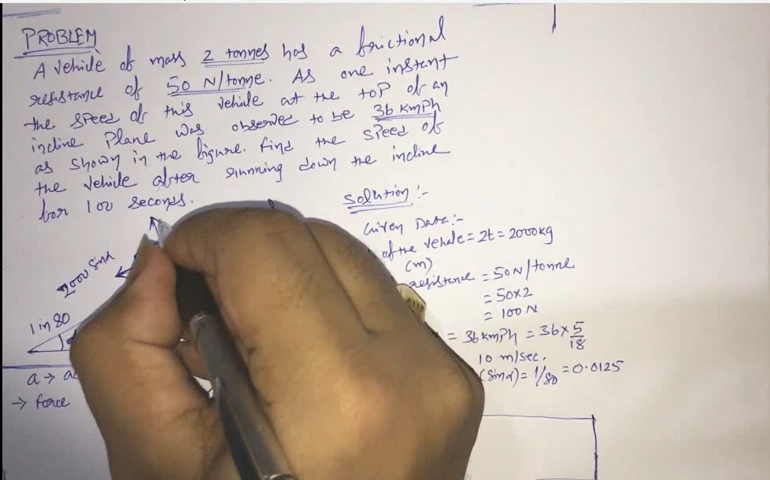 PROBLEM
A vehicle of mass 2 tonnes has a frictional
resistance of 50 N/tonne. As one instant
the speed of this vehicle at the top of an
incline plane was observed to be 36 kmph
as shown in the figure. Find the speed of
the vehicle after running down the incline
for 100 seconds.
Solution :-
Given Data:-
of the vehicle = 2t = 2000kg
(m)
resistance = 50N/tonne
= 50x2
= 100 N
= 36 kmph = 36 x 5/18
10 m/sec.
(sinα) = 1/80 = 0.0125
2000 sinα
1 in 80
a →
→ force